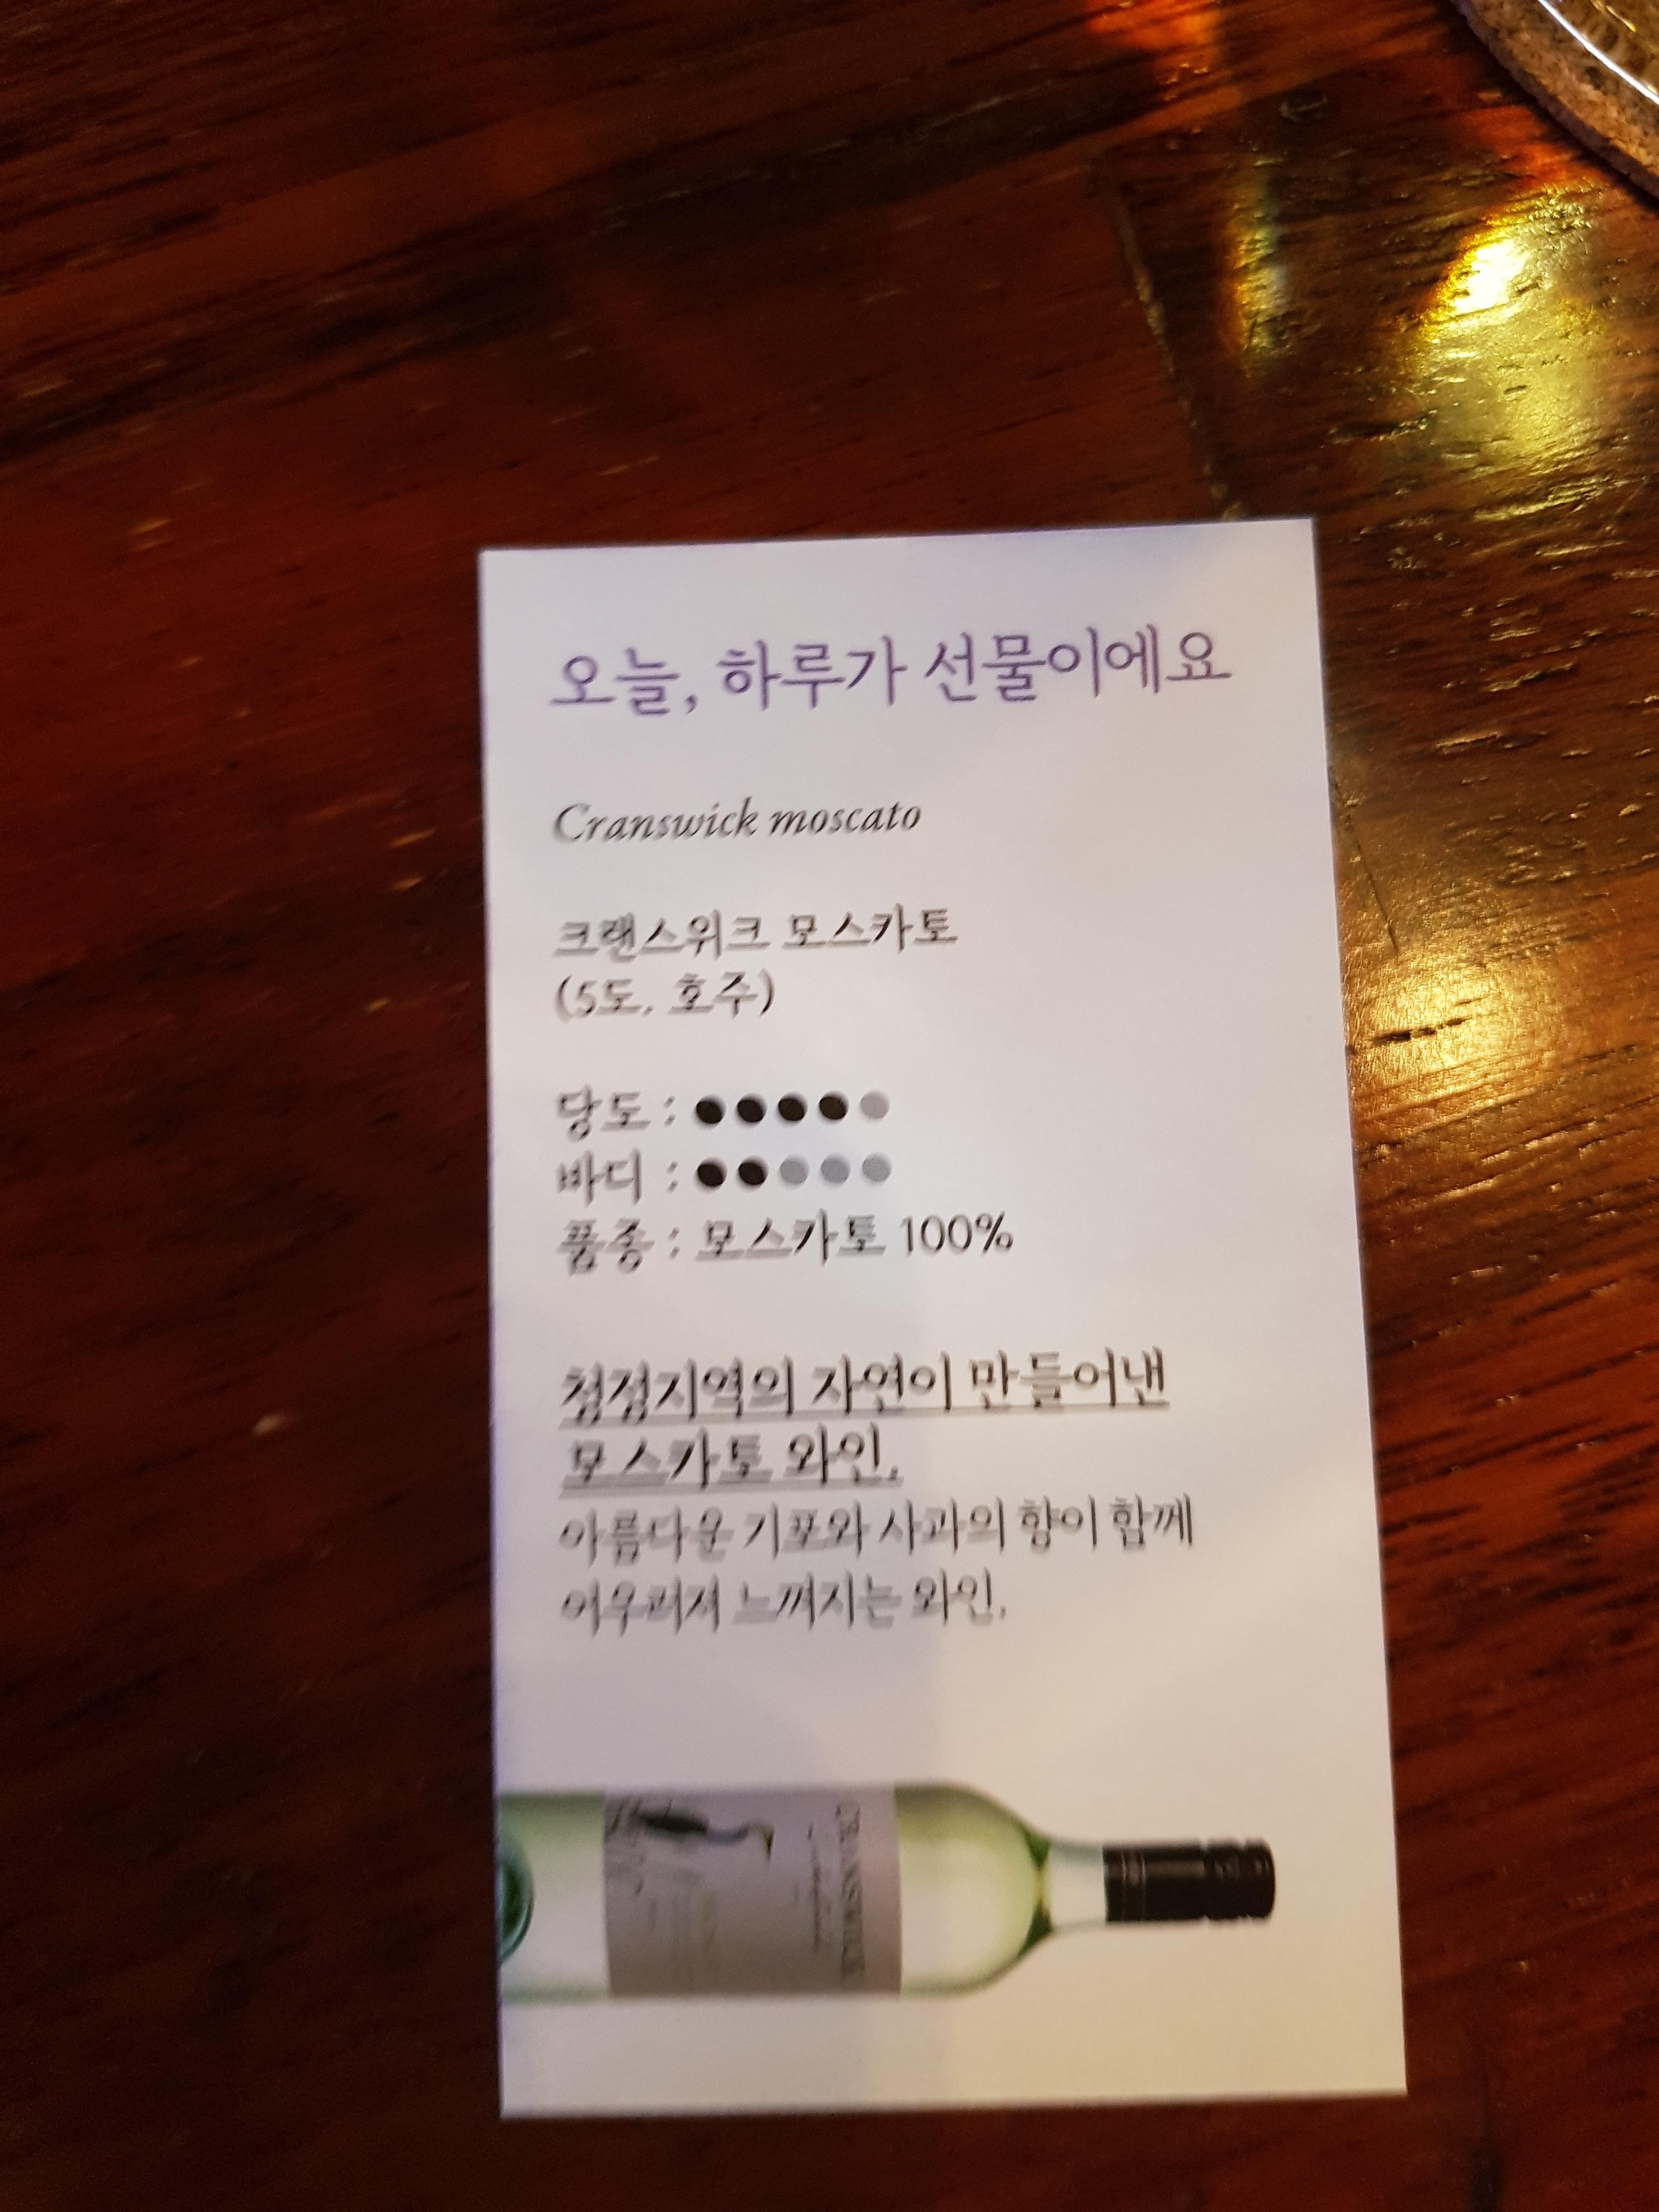 오늘, 하루가 선물이에요
Cranswick moscato
크랜스위크 모스카토
(5도, 호주)
당도 : ●●●●●
바디 : ●●●●●
품종 : 모스카토 100%
청정지역의 자연이 만들어낸
모스카토 와인.
아름다운 기포와 사과의 향이 함께
어우러져 느껴지는 와인.
CRANSWICK